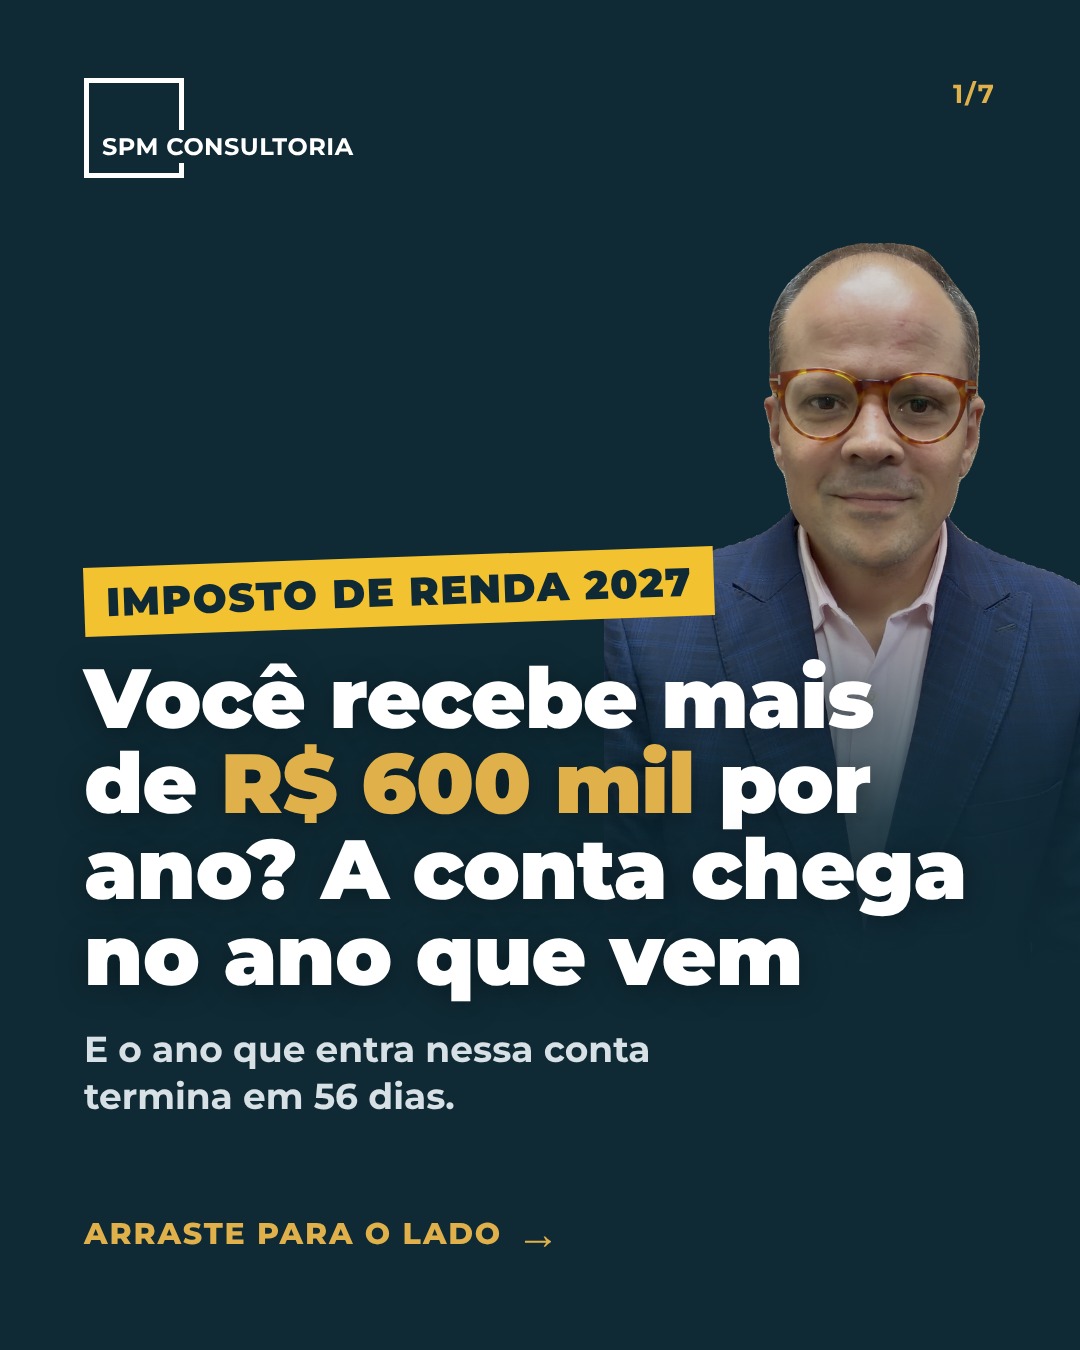 SPM CONSULTORIA
1/7
IMPOSTO DE RENDA 2027
Você recebe mais
de R$ 600 mil por
ano? A conta chega
no ano que vem
E o ano que entra nessa conta
termina em 56 dias.
ARRASTE PARA O LADO →